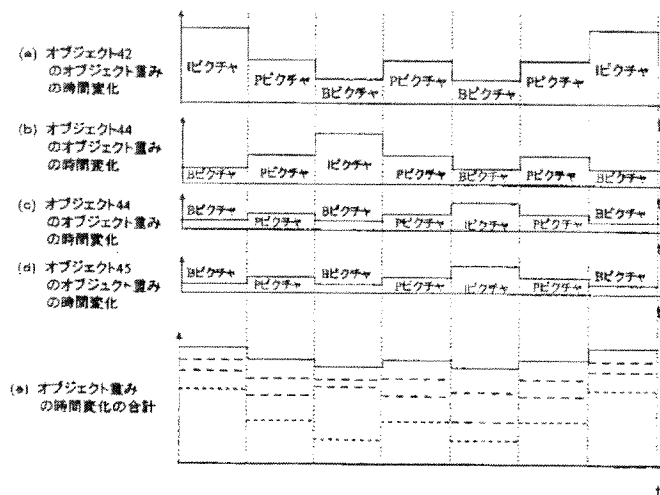 (a) オブジェクト42
のオブジェクト重み
の時間変化
Iピクチャ
Pピクチャ
Bピクチャ
Pピクチャ
Bピクチャ
Pピクチャ
Iピクチャ
t
(b) オブジェクト44
のオブジェクト重み
の時間変化
Bピクチャ
Pピクチャ
Iピクチャ
Pピクチャ
Bピクチャ
Pピクチャ
Bピクチャ
t
(c) オブジェクト44
のオブジェクト重み
の時間変化
Bピクチャ
Pピクチャ
Bピクチャ
Pピクチャ
Iピクチャ
Pピクチャ
Bピクチャ
t
(d) オブジェクト45
のオブジェクト重み
の時間変化
Bピクチャ
Pピクチャ
Bピクチャ
Pピクチャ
Iピクチャ
Pピクチャ
Bピクチャ
t
(e) オブジェクト重み
の時間変化の合計
t